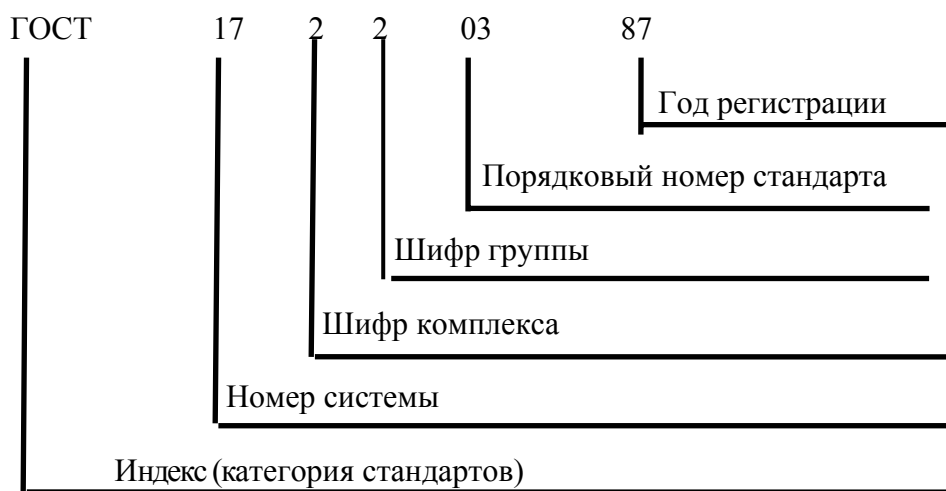 ГОСТ 17 2 2 03 87
Год регистрации
Порядковый номер стандарта
Шифр группы
Шифр комплекса
Номер системы
Индекс (категория стандартов)